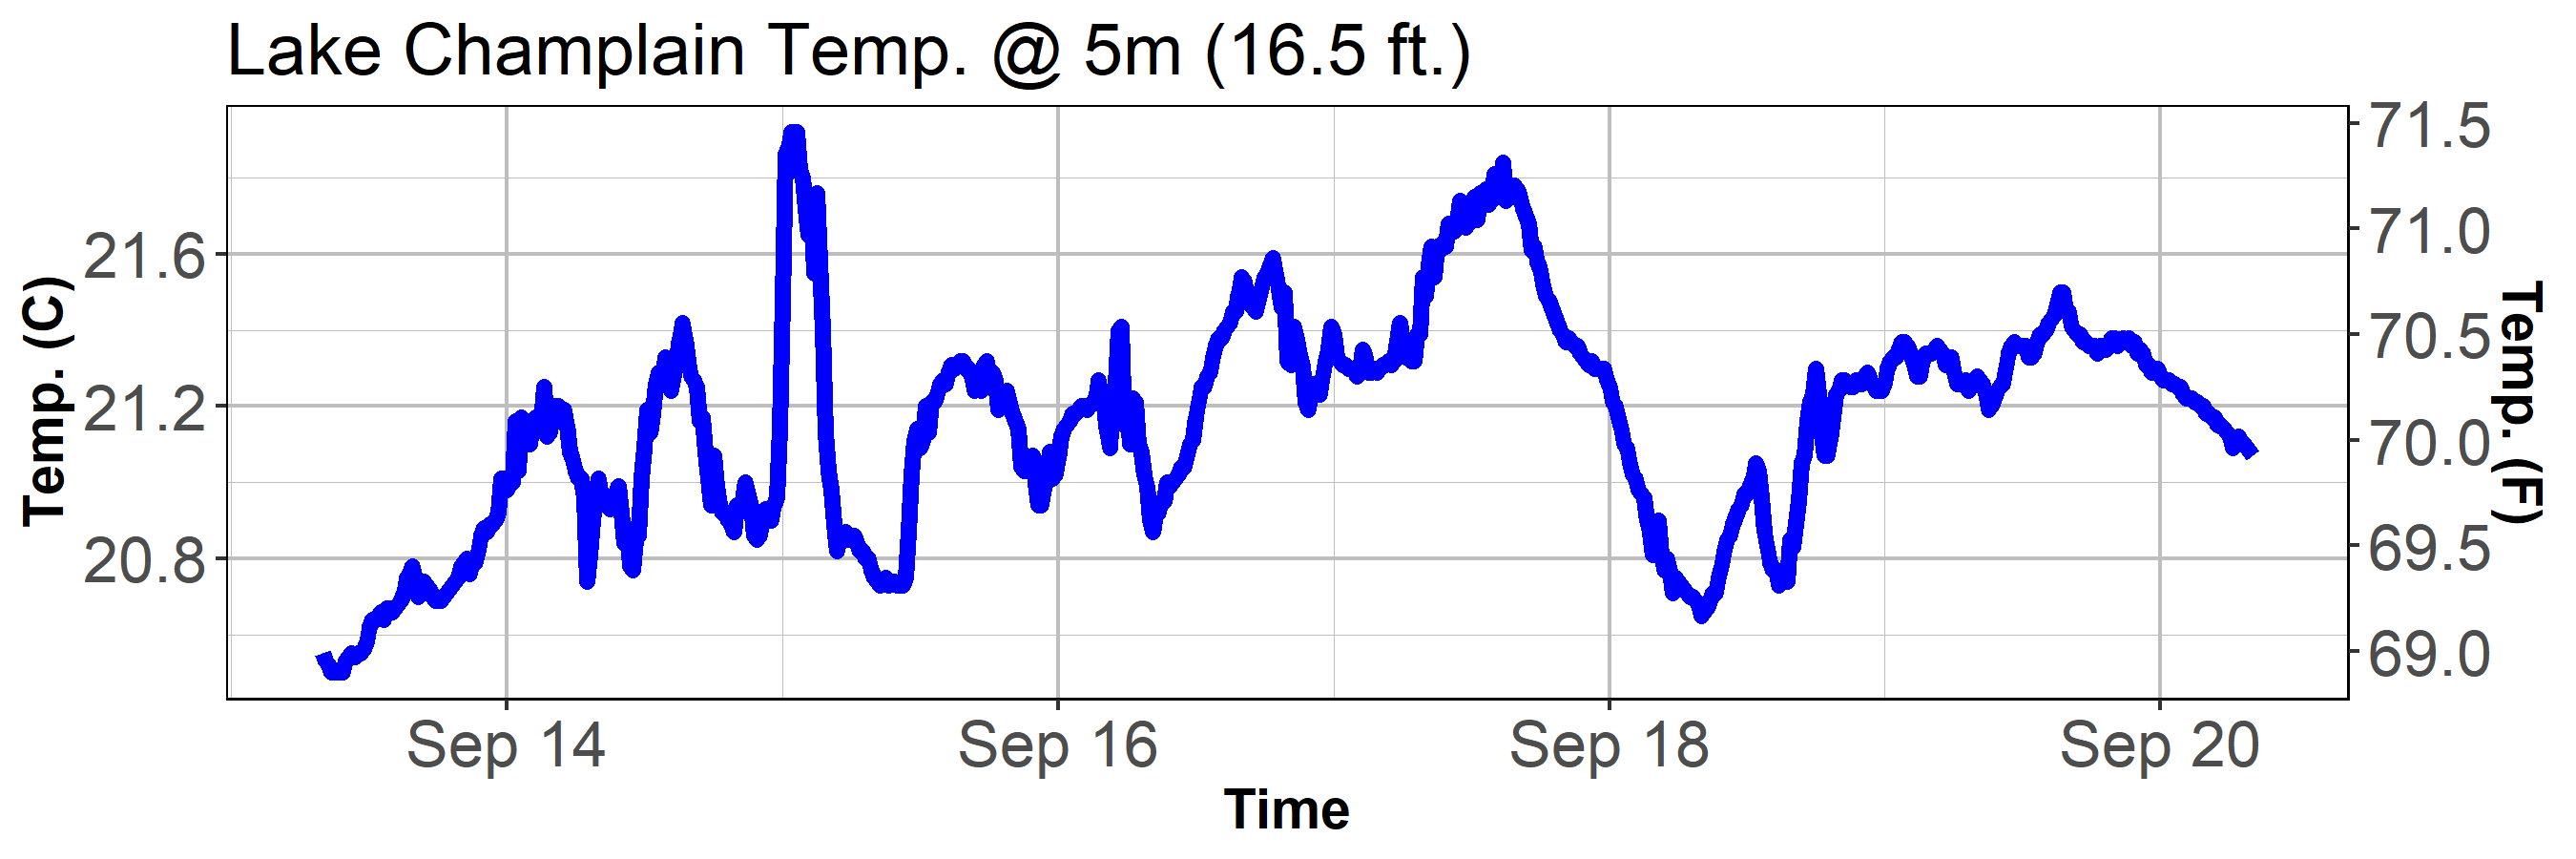 Lake Champlain Temp. @ 5m (16.5 ft.)
Temp. (C)
21.6
21.2
20.8
71.5
71.0
70.5
70.0
69.5
69.0
Temp. (F)
Sep 14
Sep 16
Sep 18
Sep 20
Time